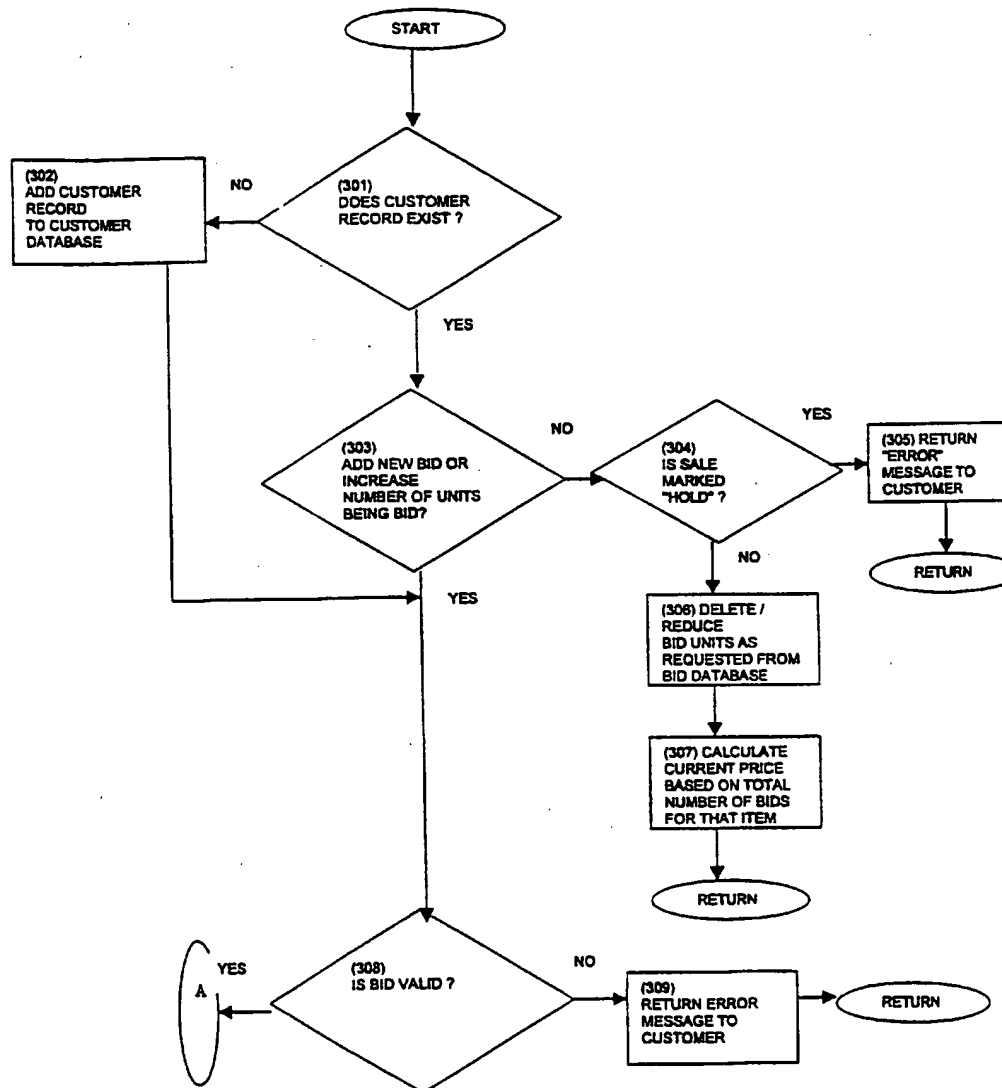 START
(302)
ADD CUSTOMER
RECORD
TO CUSTOMER
DATABASE
NO
(301)
DOES CUSTOMER
RECORD EXIST ?
YES
(303)
ADD NEW BID OR
INCREASE
NUMBER OF UNITS
BEING BID?
NO
(304)
IS SALE
MARKED
"HOLD" ?
YES
(305) RETURN
"ERROR"
MESSAGE TO
CUSTOMER
RETURN
NO
YES
(306) DELETE /
REDUCE
BID UNITS AS
REQUESTED FROM
BID DATABASE
(307) CALCULATE
CURRENT PRICE
BASED ON TOTAL
NUMBER OF BIDS
FOR THAT ITEM
RETURN
A
YES
(308)
IS BID VALID ?
NO
(309)
RETURN ERROR
MESSAGE TO
CUSTOMER
RETURN